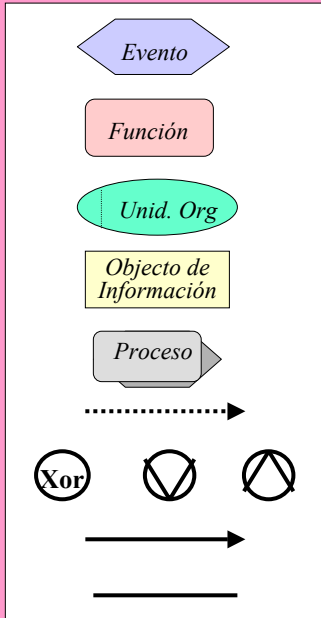 Evento
Función
Unid. Org
Objecto de
Información
Proceso
Xor